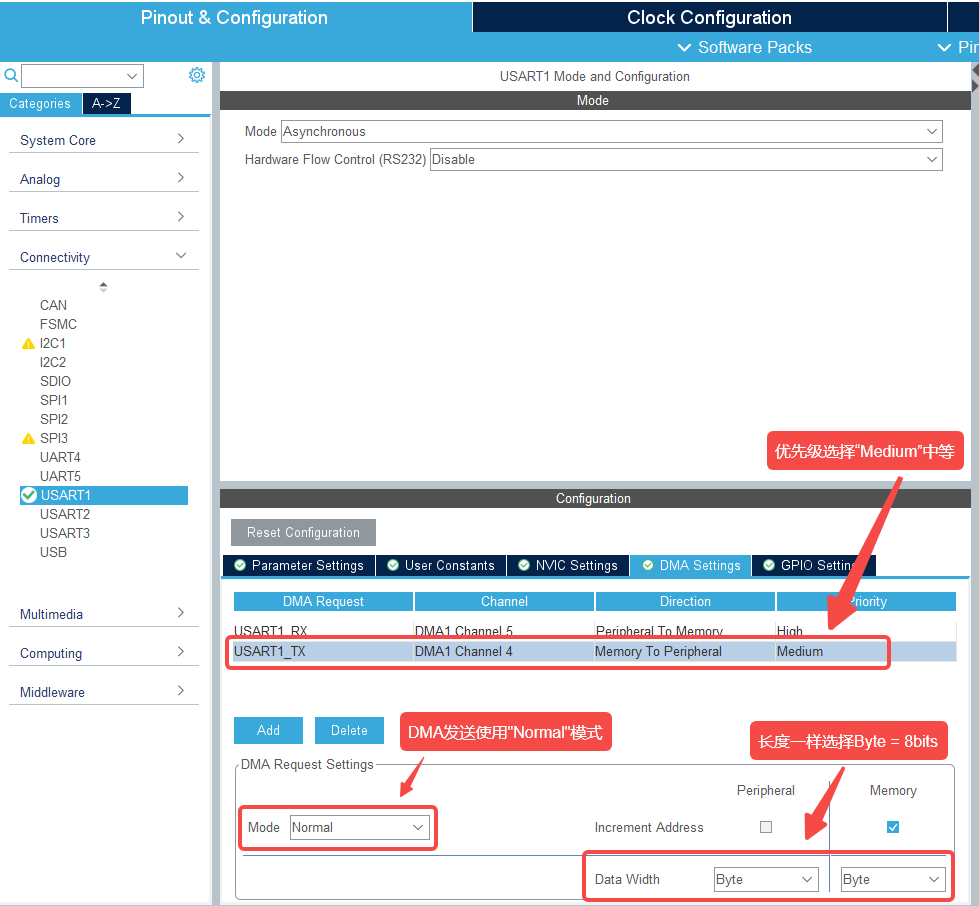 Pinout & Configuration
Clock Configuration
Software Packs
Pin
Categories
A->Z
System Core
Analog
Timers
Connectivity
CAN
FSMC
I2C1
I2C2
SDIO
SPI1
SPI2
SPI3
UART4
UART5
USART1
USART2
USART3
USB
Multimedia
Computing
Middleware
USART1 Mode and Configuration
Mode
Mode Asynchronous
Hardware Flow Control (RS232) Disable
优先级选择“Medium”中等
Configuration
Reset Configuration
Parameter Settings
User Constants
NVIC Settings
DMA Settings
GPIO Settin
DMA Request Channel Direction riority
USART1_RX DMA1 Channel 5 Peripheral To Memory High
USART1_TX DMA1 Channel 4 Memory To Peripheral Medium
Add
Delete
DMA发送使用"Normal"模式
长度一样选择Byte = 8bits
DMA Request Settings
Peripheral Memory
Mode Normal
Increment Address
Data Width Byte Byte